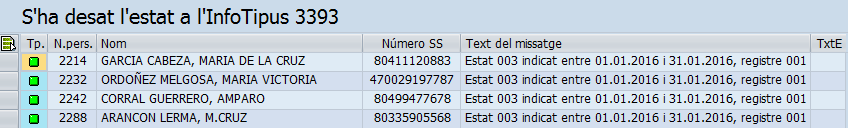 S'ha desat l'estat a l'InfoTipus 3393
Tp. N.pers. Nom Número SS Text del missatge TxtE
2214 GARCIA CABEZA, MARIA DE LA CRUZ 80411120883 Estat 003 indicat entre 01.01.2016 i 31.01.2016, registre 001
2232 ORDOÑEZ MELGOSA, MARIA VICTORIA 470029197787 Estat 003 indicat entre 01.01.2016 i 31.01.2016, registre 001
2242 CORRAL GUERRERO, AMPARO 80499477678 Estat 003 indicat entre 01.01.2016 i 31.01.2016, registre 001
2288 ARANCON LERMA, M.CRUZ 80335905568 Estat 003 indicat entre 01.01.2016 i 31.01.2016, registre 001